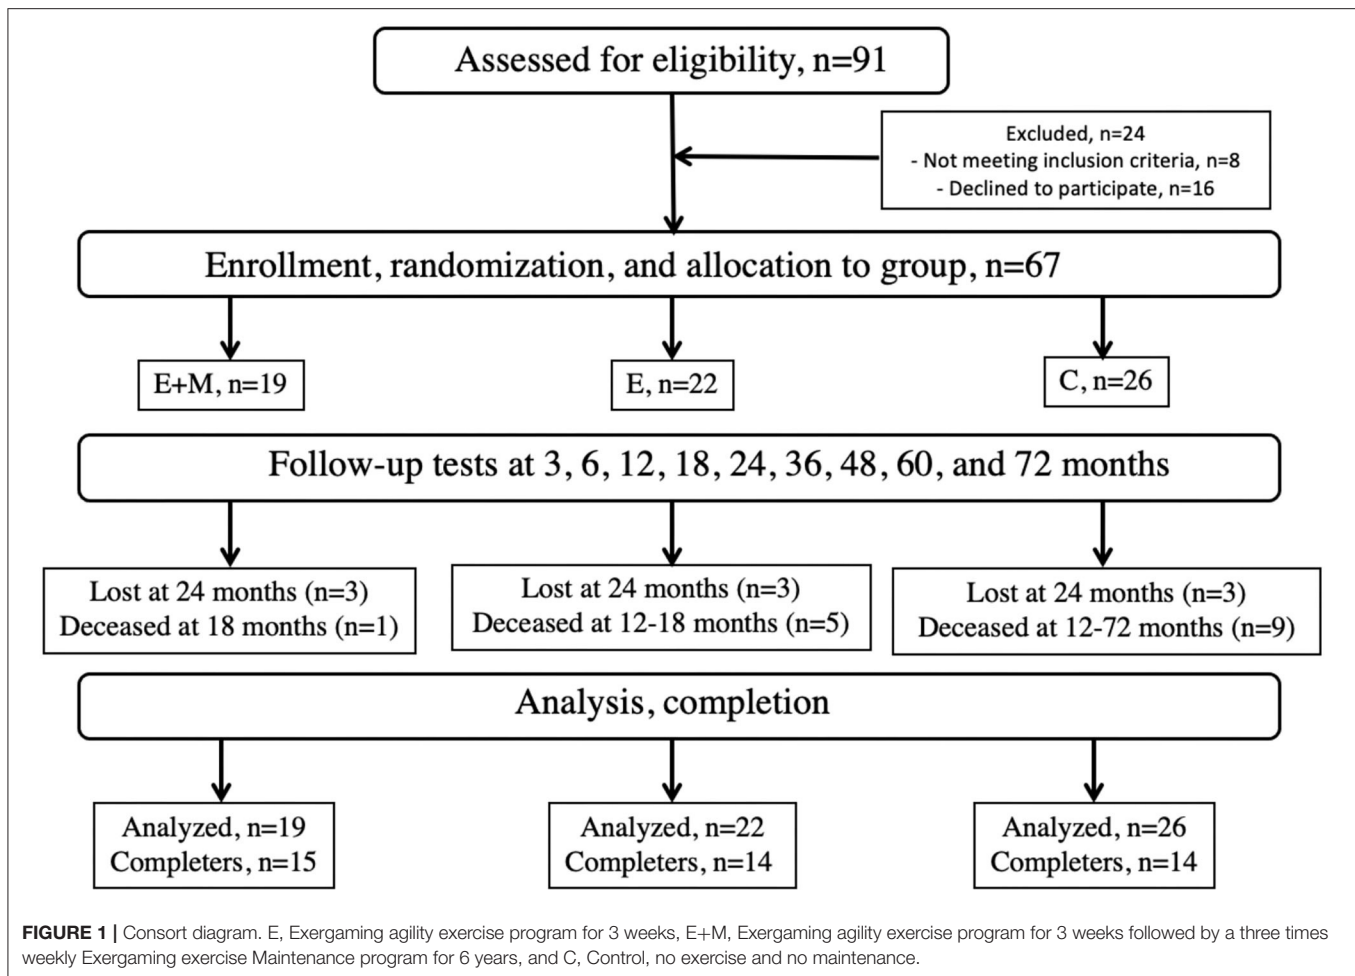 Assessed for eligibility, n=91
Excluded, n=24
- Not meeting inclusion criteria, n=8
- Declined to participate, n=16
Enrollment, randomization, and allocation to group, n=67
E+M, n=19
E, n=22
C, n=26
Follow-up tests at 3, 6, 12, 18, 24, 36, 48, 60, and 72 months
Lost at 24 months (n=3)
Deceased at 18 months (n=1)
Lost at 24 months (n=3)
Deceased at 12-18 months (n=5)
Lost at 24 months (n=3)
Deceased at 12-72 months (n=9)
Analysis, completion
Analyzed, n=19
Completers, n=15
Analyzed, n=22
Completers, n=14
Analyzed, n=26
Completers, n=14
FIGURE 1 | Consort diagram. E, Exergaming agility exercise program for 3 weeks, E+M, Exergaming agility exercise program for 3 weeks followed by a three times
weekly Exergaming exercise Maintenance program for 6 years, and C, Control, no exercise and no maintenance.